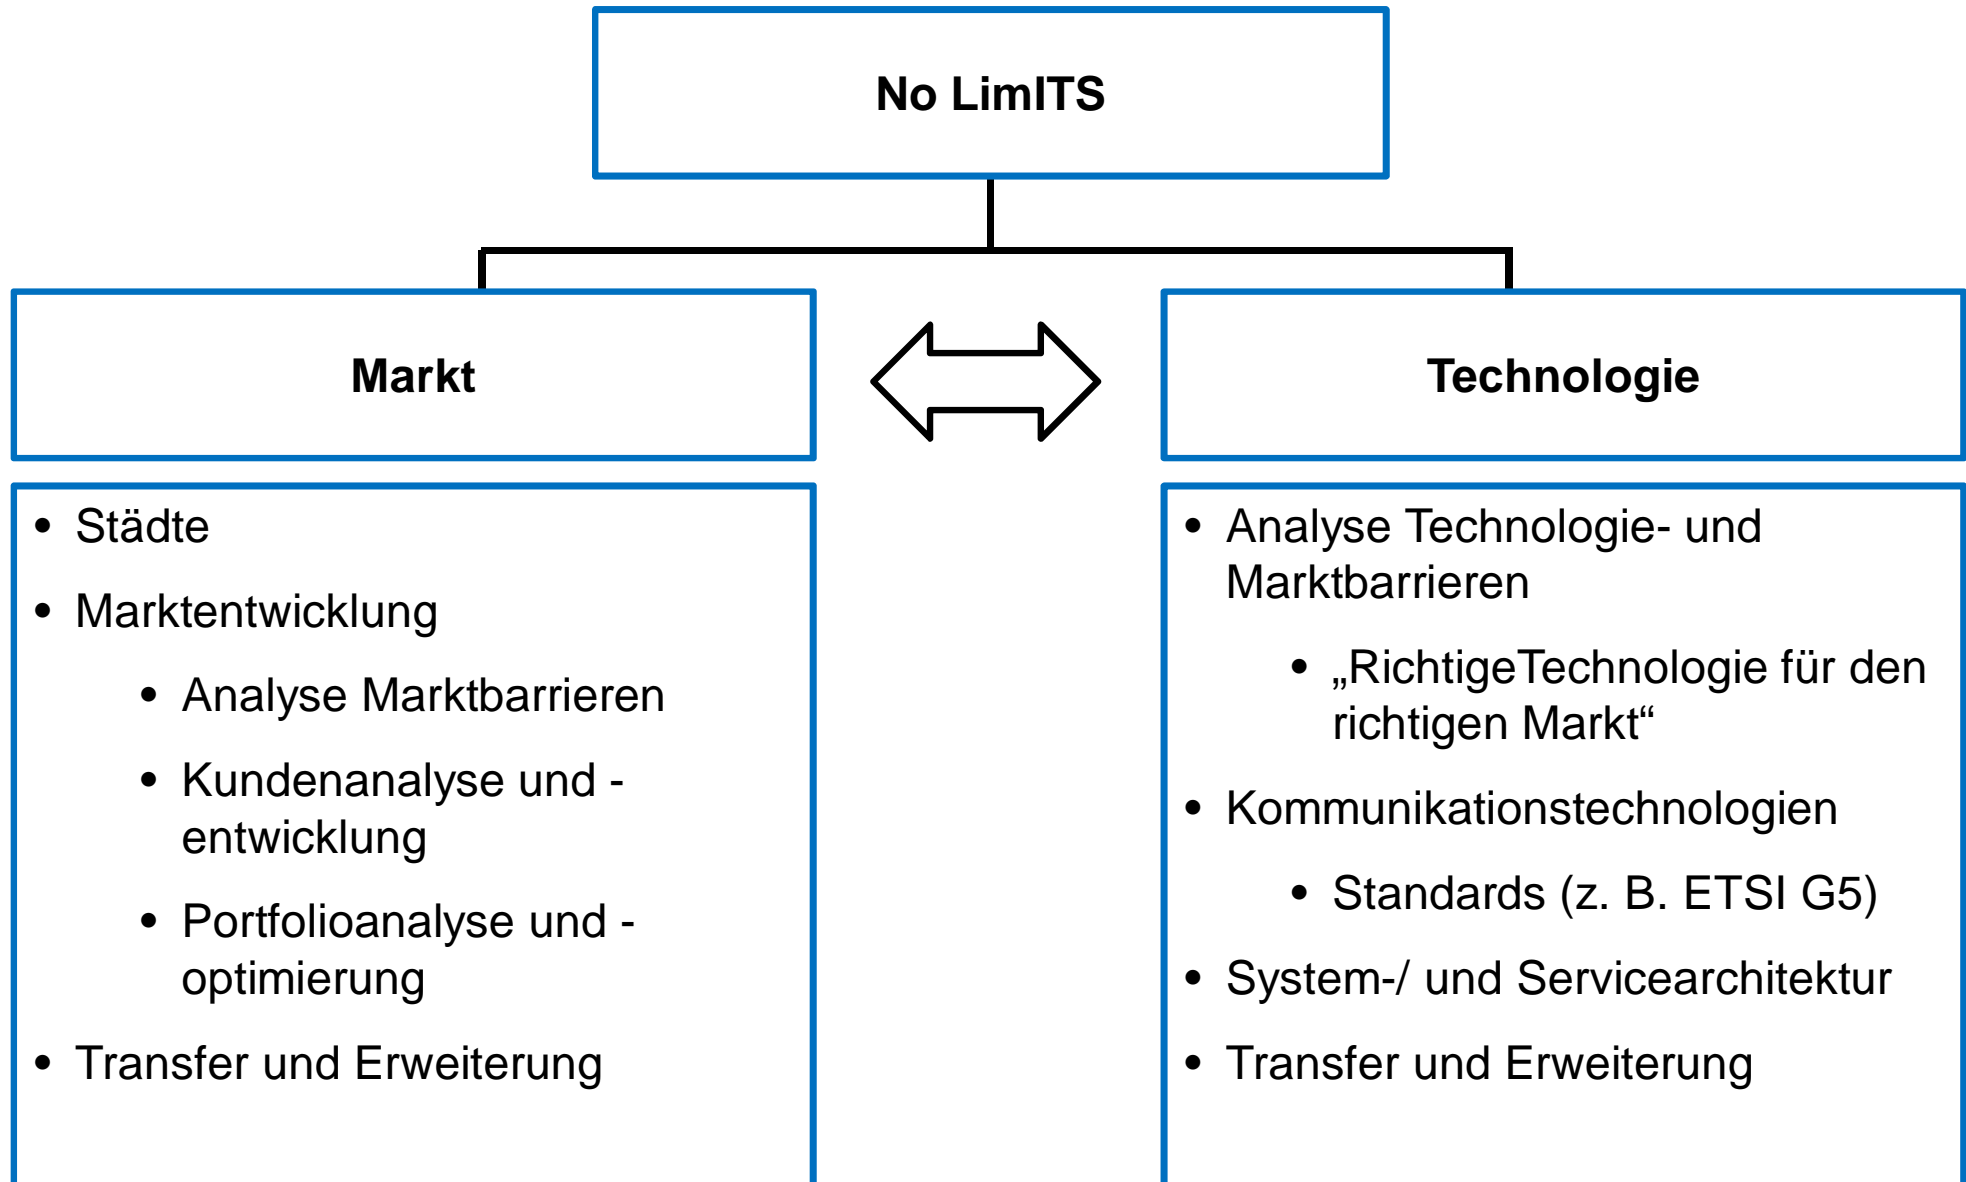 No LimITS
Markt
Technologie
• Städte
• Marktentwicklung
• Analyse Marktbarrieren
• Kundenanalyse und -
entwicklung
• Portfolioanalyse und -
optimierung
• Transfer und Erweiterung
• Analyse Technologie- und
Marktbarrieren
• „RichtigeTechnologie für den
richtigen Markt“
• Kommunikationstechnologien
• Standards (z. B. ETSI G5)
• System-/ und Servicearchitektur
• Transfer und Erweiterung